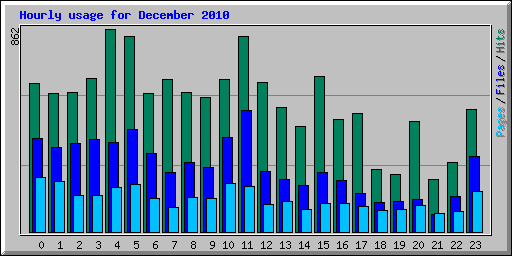 Hourly usage for December 2010
862
Pages/Files/Hits
0 1 2 3 4 5 6 7 8 9 10 11 12 13 14 15 16 17 18 19 20 21 22 23